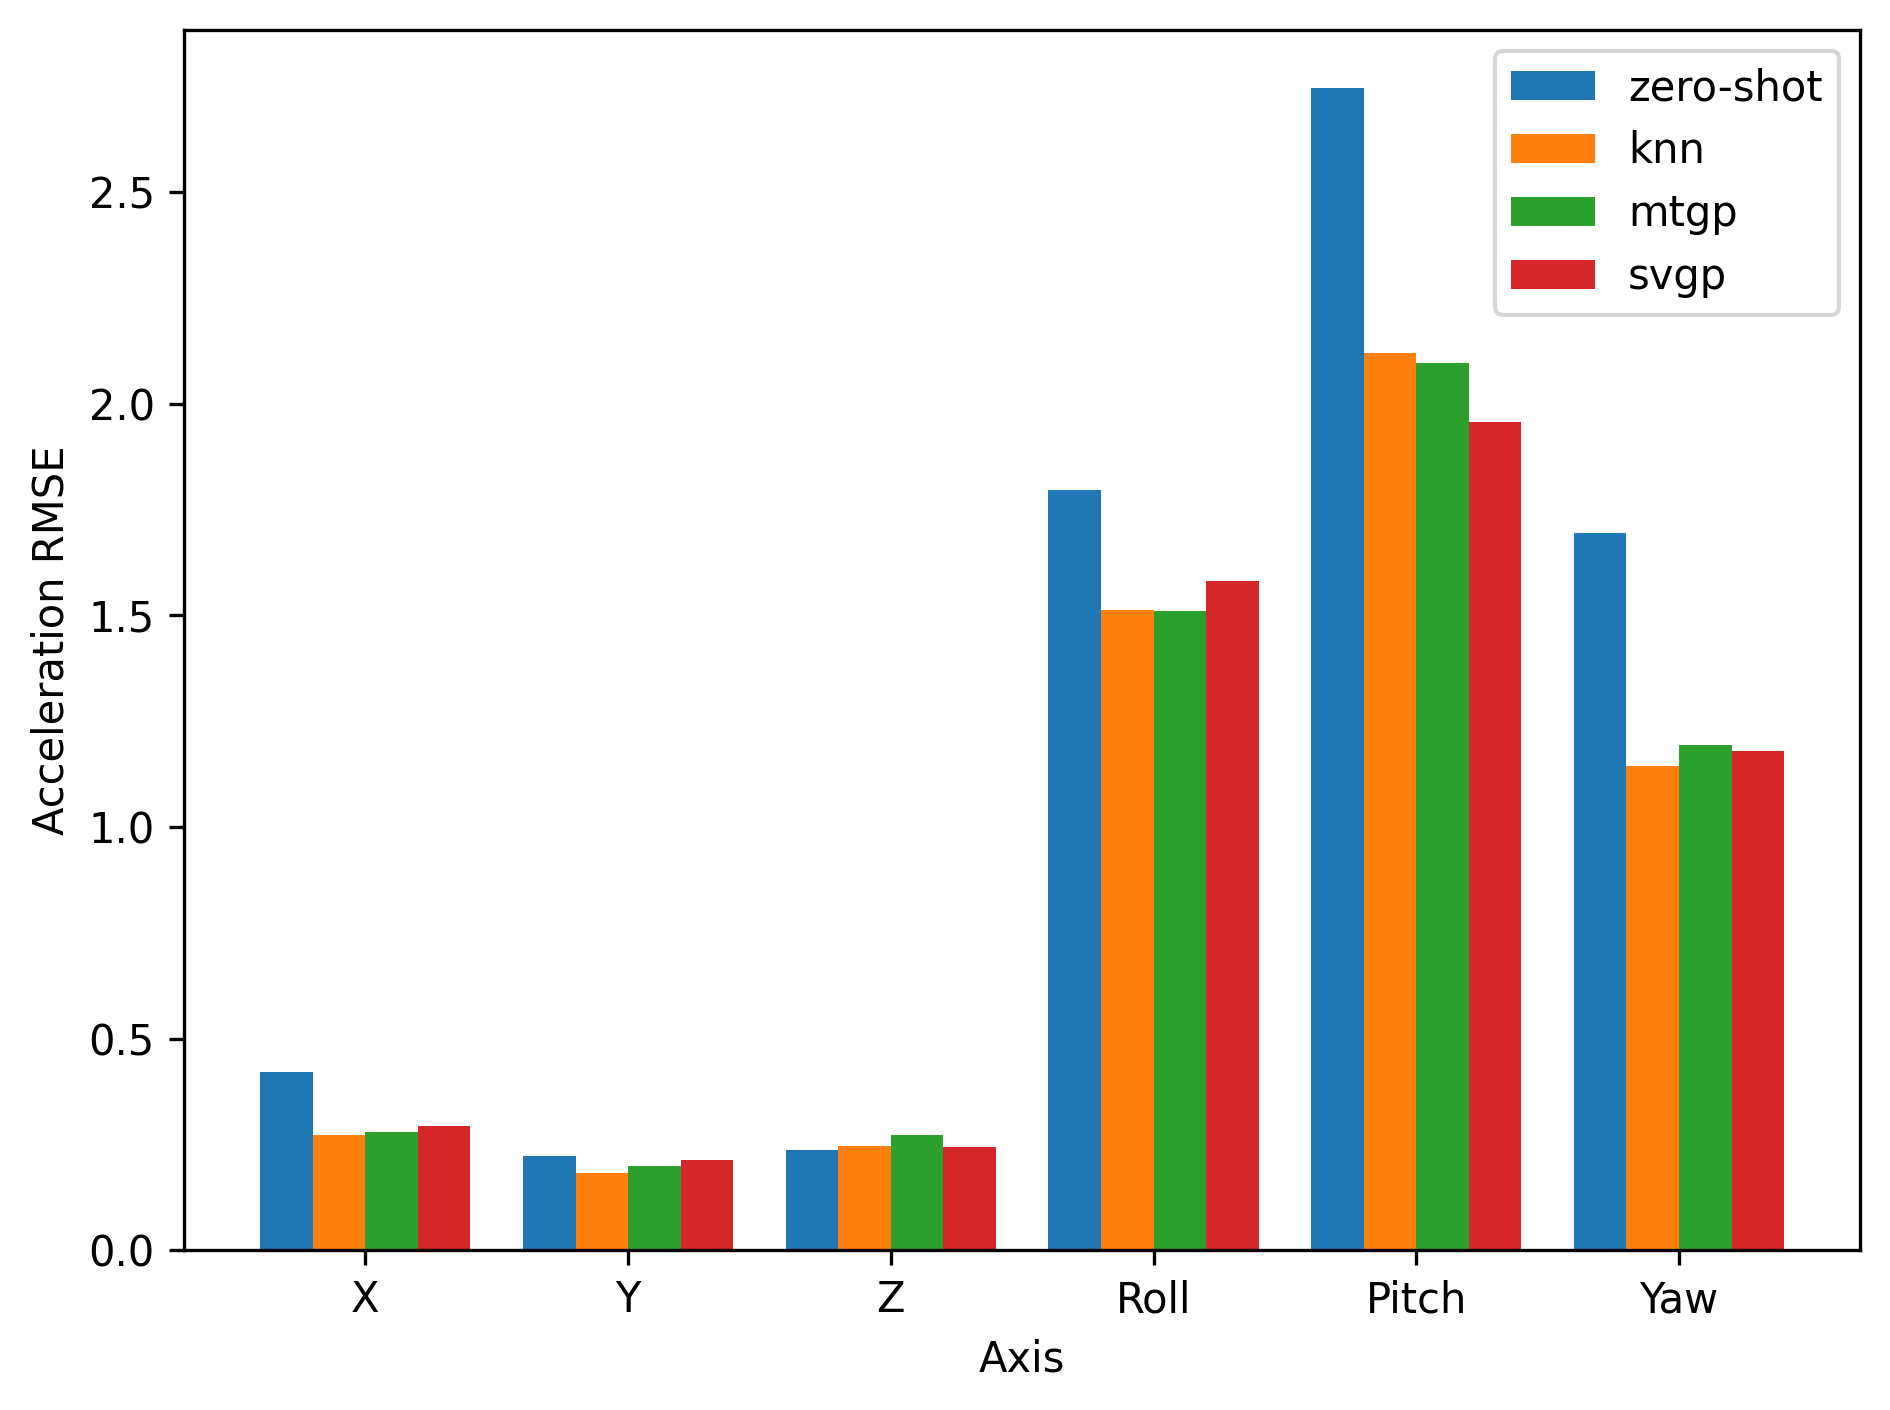 zero-shot
knn
mtgp
svgp
2.5
2.0
1.5
1.0
0.5
0.0
Acceleration RMSE
X Y Z Roll Pitch Yaw
Axis